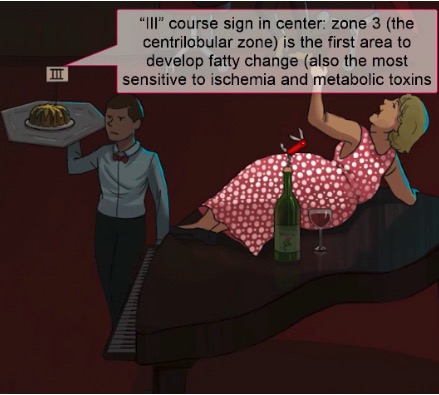 "III" course sign in center: zone 3 (the
centrilobular zone) is the first area to
develop fatty change (also the most
sensitive to ischemia and metabolic toxins
III